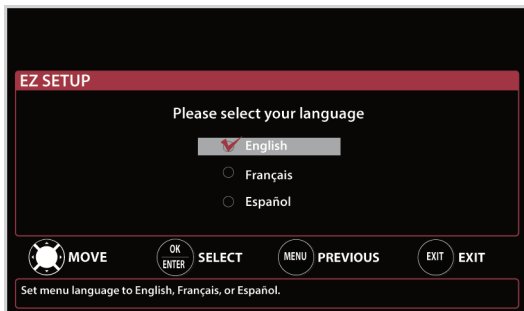 EZ SETUP
Please select your language
English
Français
Español
MOVE OK ENTER SELECT MENU PREVIOUS EXIT EXIT
Set menu language to English, Français, or Español.